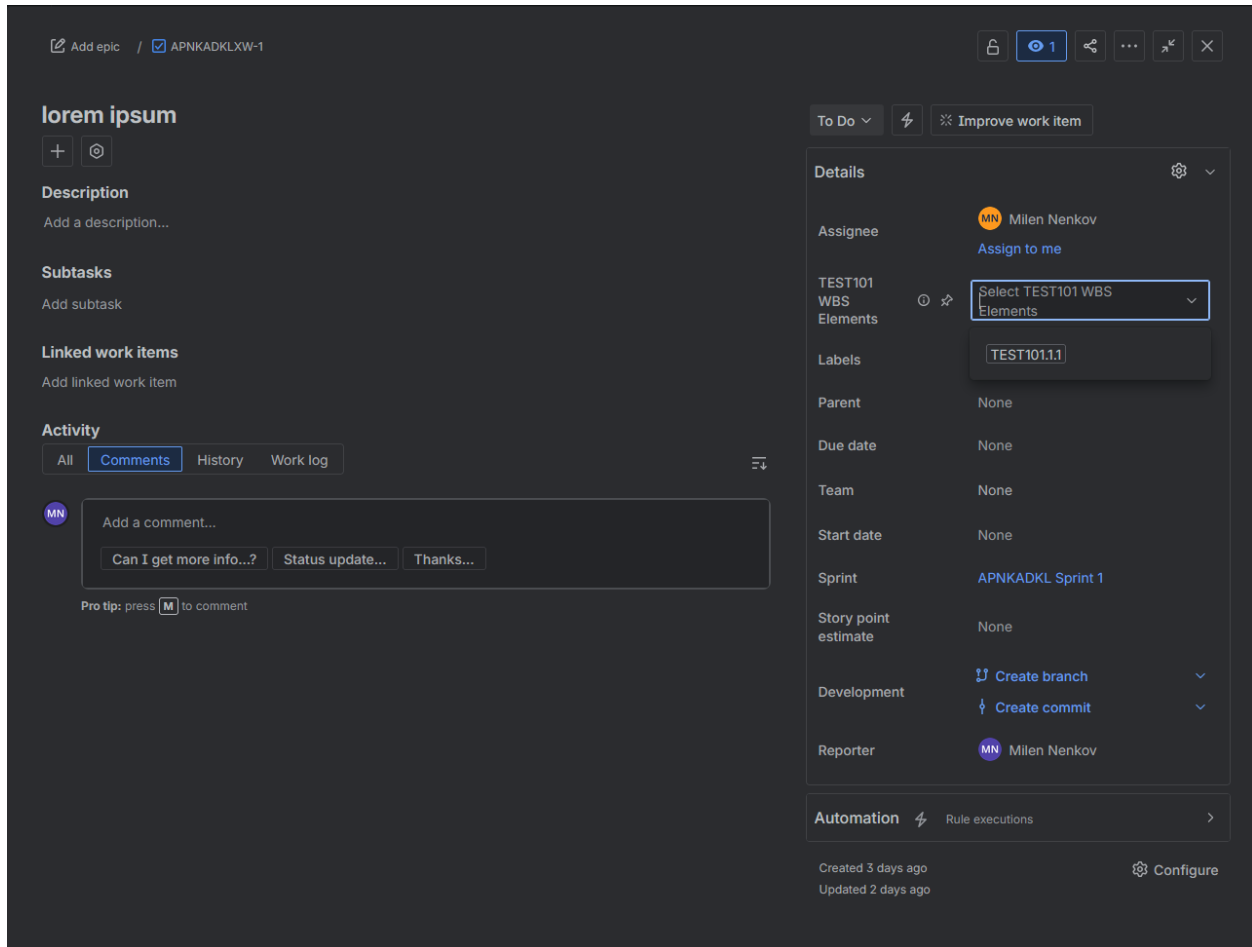 Add epic / APNKADKLXW-1
1
lorem ipsum
Description
Add a description...
Subtasks
Add subtask
Linked work items
Add linked work item
Activity
All Comments History Work log
MN
Add a comment...
Can I get more info...? Status update... Thanks...
Pro tip: press M to comment
To Do
Improve work item
Details
Assignee
MN Milen Nenkov
Assign to me
TEST101
WBS
Elements
Select TEST101 WBS
Elements
TEST101.1.1
Labels
Parent None
Due date None
Team None
Start date None
Sprint APNKADKL Sprint 1
Story point
estimate
None
Development
Create branch
Create commit
Reporter MN Milen Nenkov
Automation Rule executions
Created 3 days ago
Updated 2 days ago
Configure